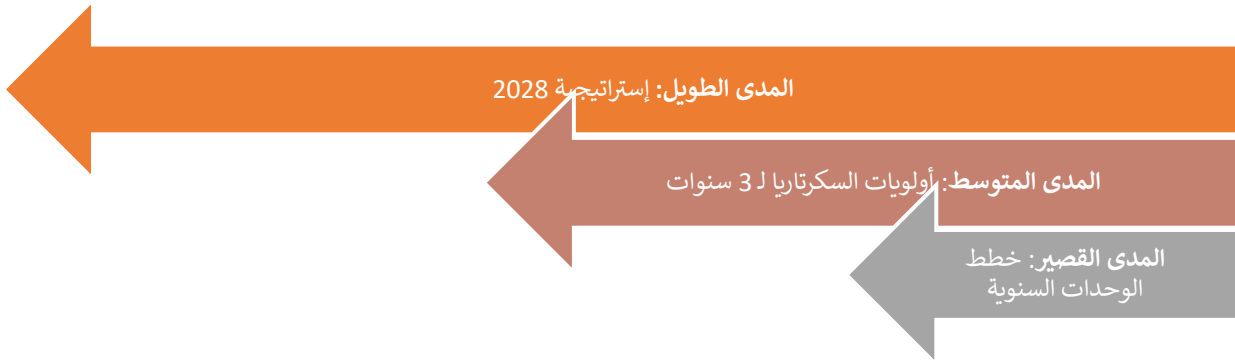 المدى الطويل: إستراتيجية 2028
المدى المتوسط: أولويات السكرتاريا لـ 3 سنوات
المدى القصير: خطط
الوحدات السنوية